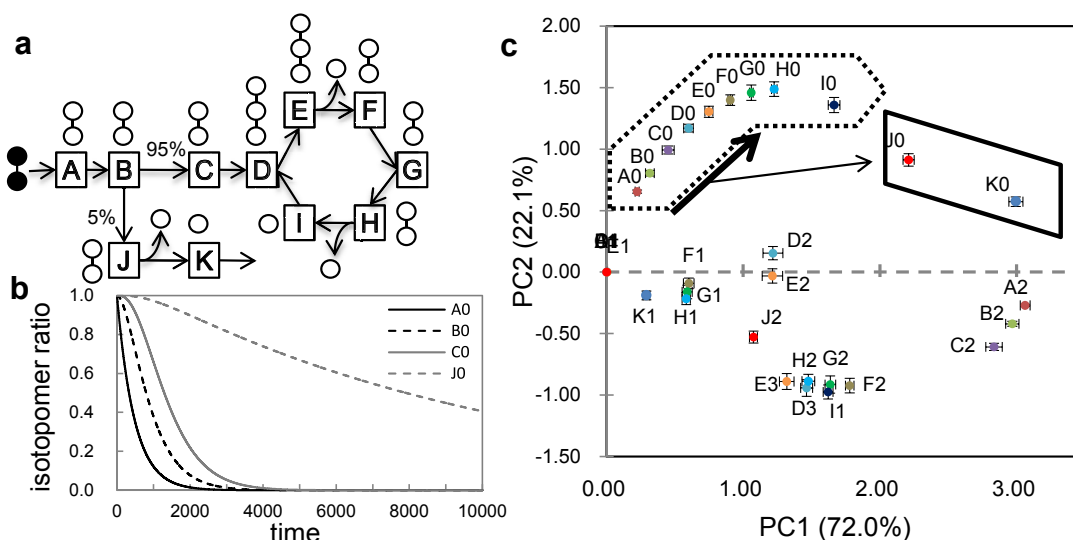 a
A
B
95%
C
D
E
F
G
H
I
5%
J
K
b
isotopomer ratio
1.0
0.8
0.6
0.4
0.2
0.0
A0
B0
C0
J0
0
2000
4000
6000
8000
10000
time
c
PC2 (22.1%)
2.00
1.50
1.00
0.50
0.00
-0.50
-1.00
-1.50
A0
B0
C0
D0
E0
F0
G0
H0
I0
J0
K0
E1
F1
G1
H1
K1
D2
E2
J2
A2
B2
C2
H2
G2
F2
E3
D3
I1
0.00
1.00
2.00
3.00
PC1 (72.0%)